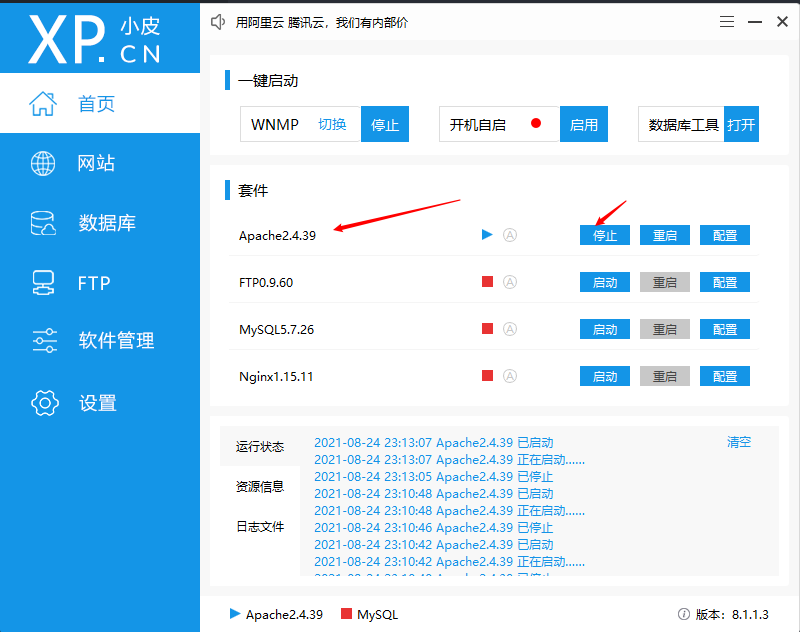 XP.小皮
CN
用阿里云 腾讯云，我们有内部价
首页
网站
数据库
FTP
软件管理
设置
一键启动
WNMP 切换 停止 开机自启 启用 数据库工具 打开
套件
Apache2.4.39 A 停止 重启 配置
FTP0.9.60 A 启动 重启 配置
MySQL5.7.26 A 启动 重启 配置
Nginx1.15.11 A 启动 重启 配置
运行状态
资源信息
日志文件
清空
2021-08-24 23:13:07 Apache2.4.39 已启动
2021-08-24 23:13:07 Apache2.4.39 正在启动......
2021-08-24 23:13:05 Apache2.4.39 已停止
2021-08-24 23:10:48 Apache2.4.39 已启动
2021-08-24 23:10:48 Apache2.4.39 正在启动......
2021-08-24 23:10:46 Apache2.4.39 已停止
2021-08-24 23:10:42 Apache2.4.39 已启动
2021-08-24 23:10:42 Apache2.4.39 正在启动......
Apache2.4.39 MySQL 版本：8.1.1.3